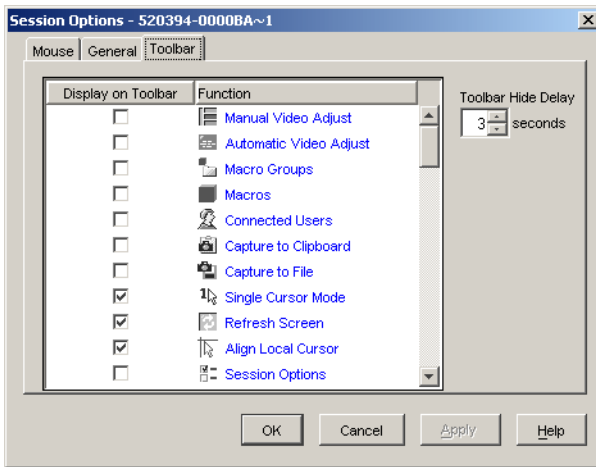 Session Options - 520394-0000BA~1
Mouse General Toolbar
Display on Toolbar Function
Toolbar Hide Delay
3 seconds
Manual Video Adjust
Automatic Video Adjust
Macro Groups
Macros
Connected Users
Capture to Clipboard
Capture to File
Single Cursor Mode
Refresh Screen
Align Local Cursor
Session Options
OK Cancel Apply Help